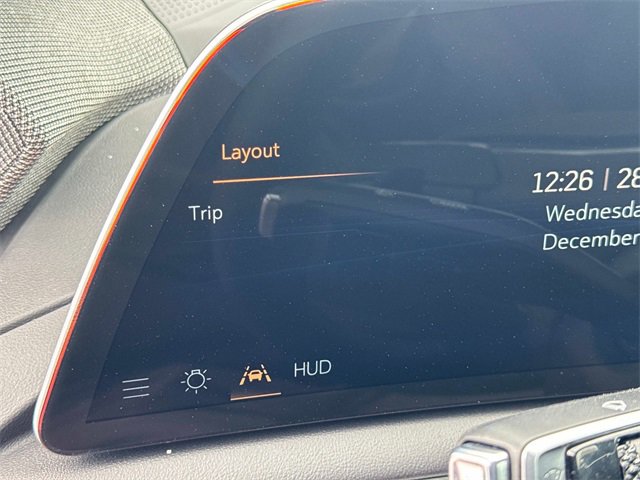 Layout
Trip
12:26 | 28
Wednesda
December
HUD